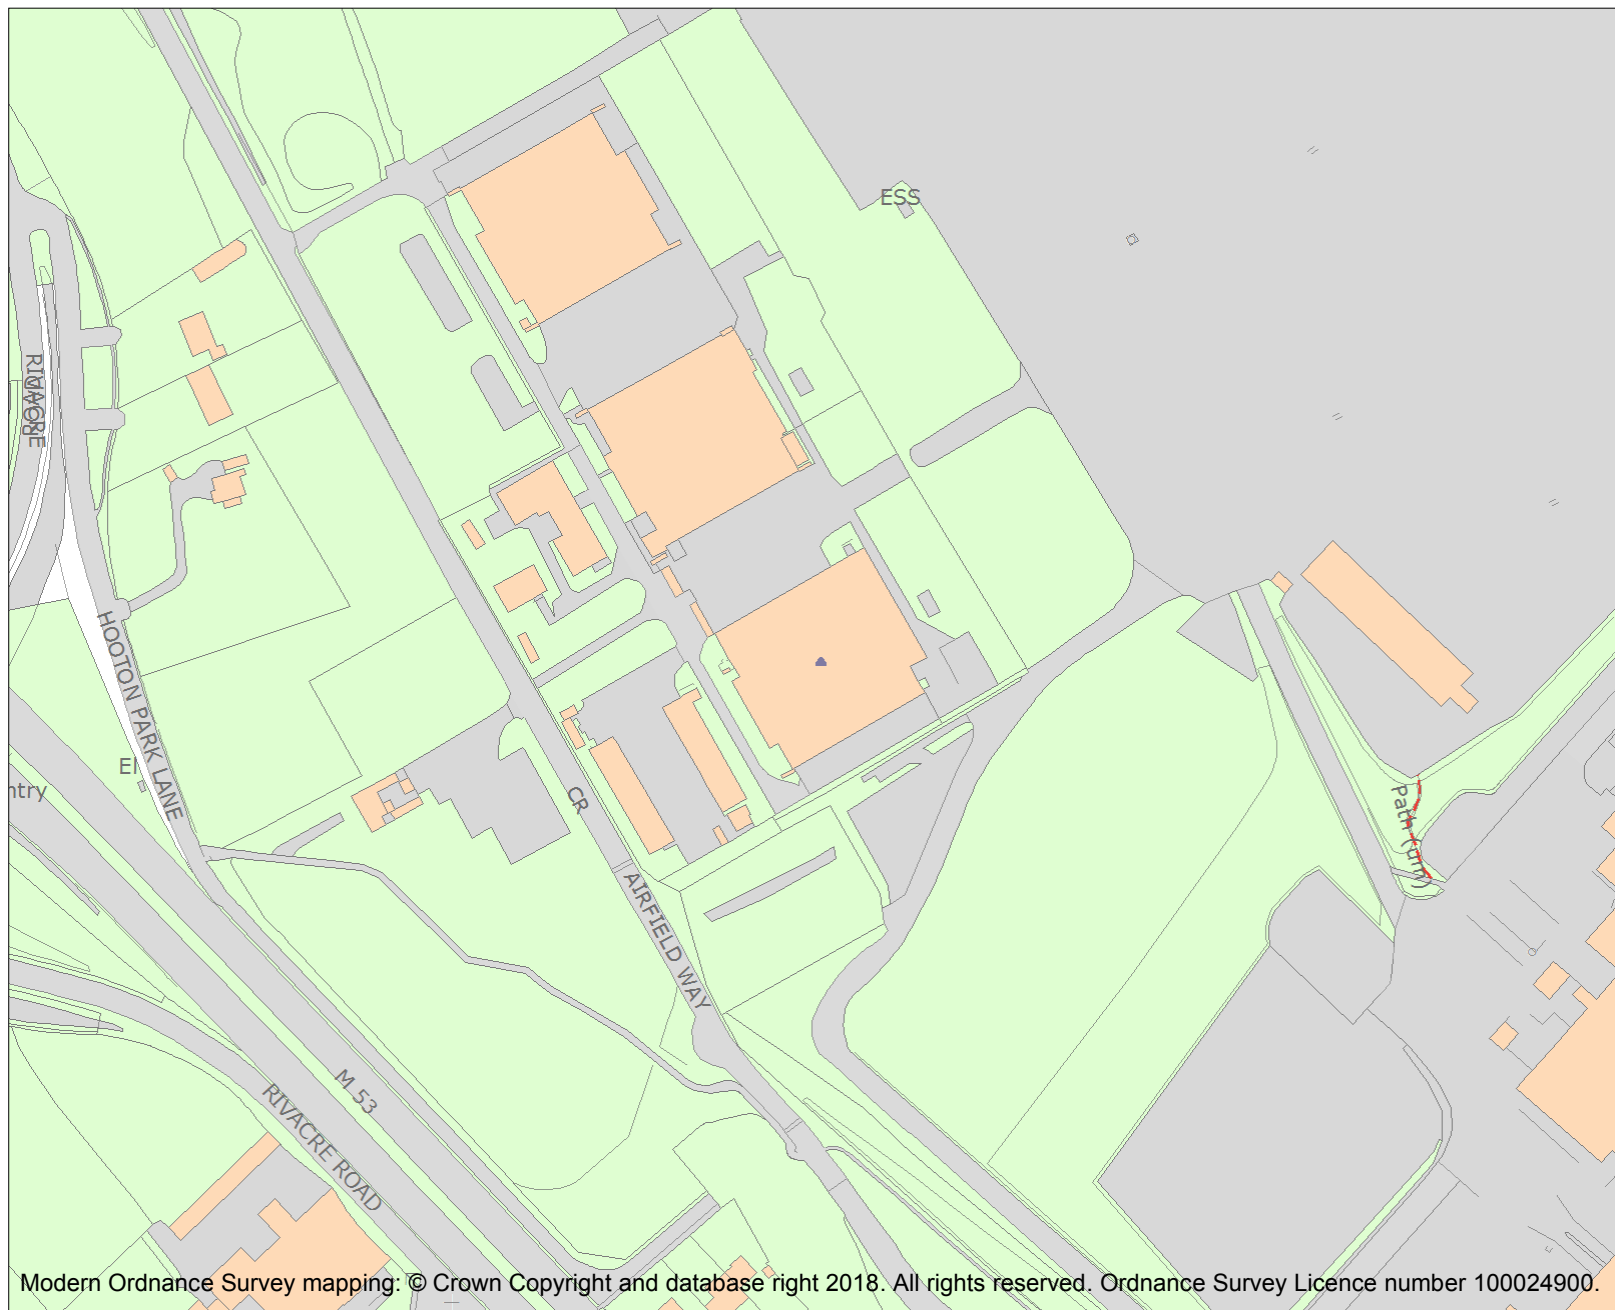 ESS
RIVACRE
HOOTON PARK LANE
ntry
CR
Path (um)
AIRFIELD WAY
M 53
RIVACRE ROAD
Modern Ordnance Survey mapping: © Crown Copyright and database right 2018. All rights reserved. Ordnance Survey Licence number 100024900.